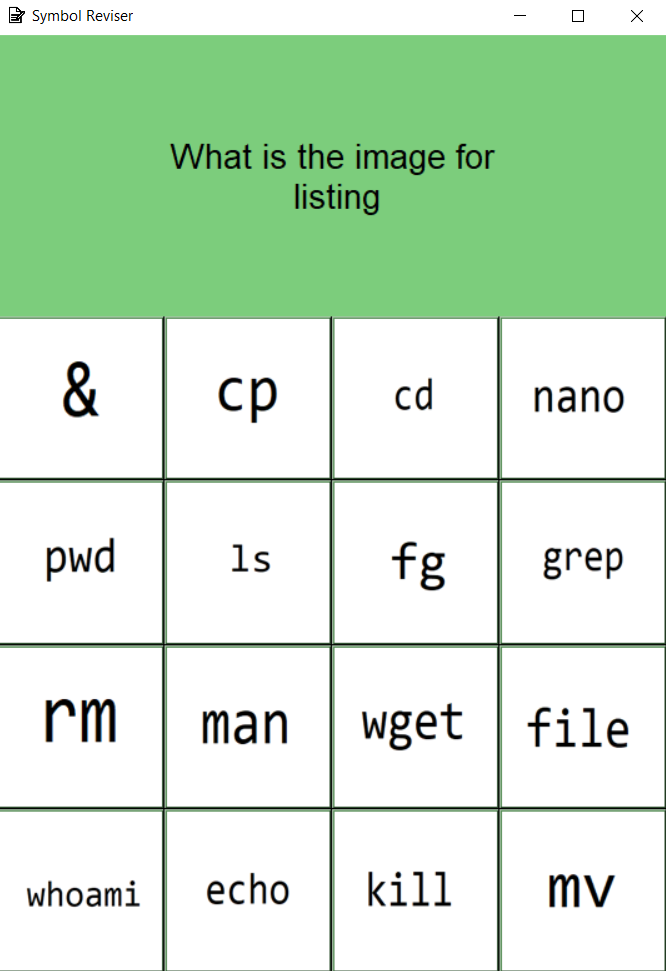 Symbol Reviser
What is the image for
listing
& cp cd nano
pwd ls fg grep
rm man wget file
whoami echo kill mv